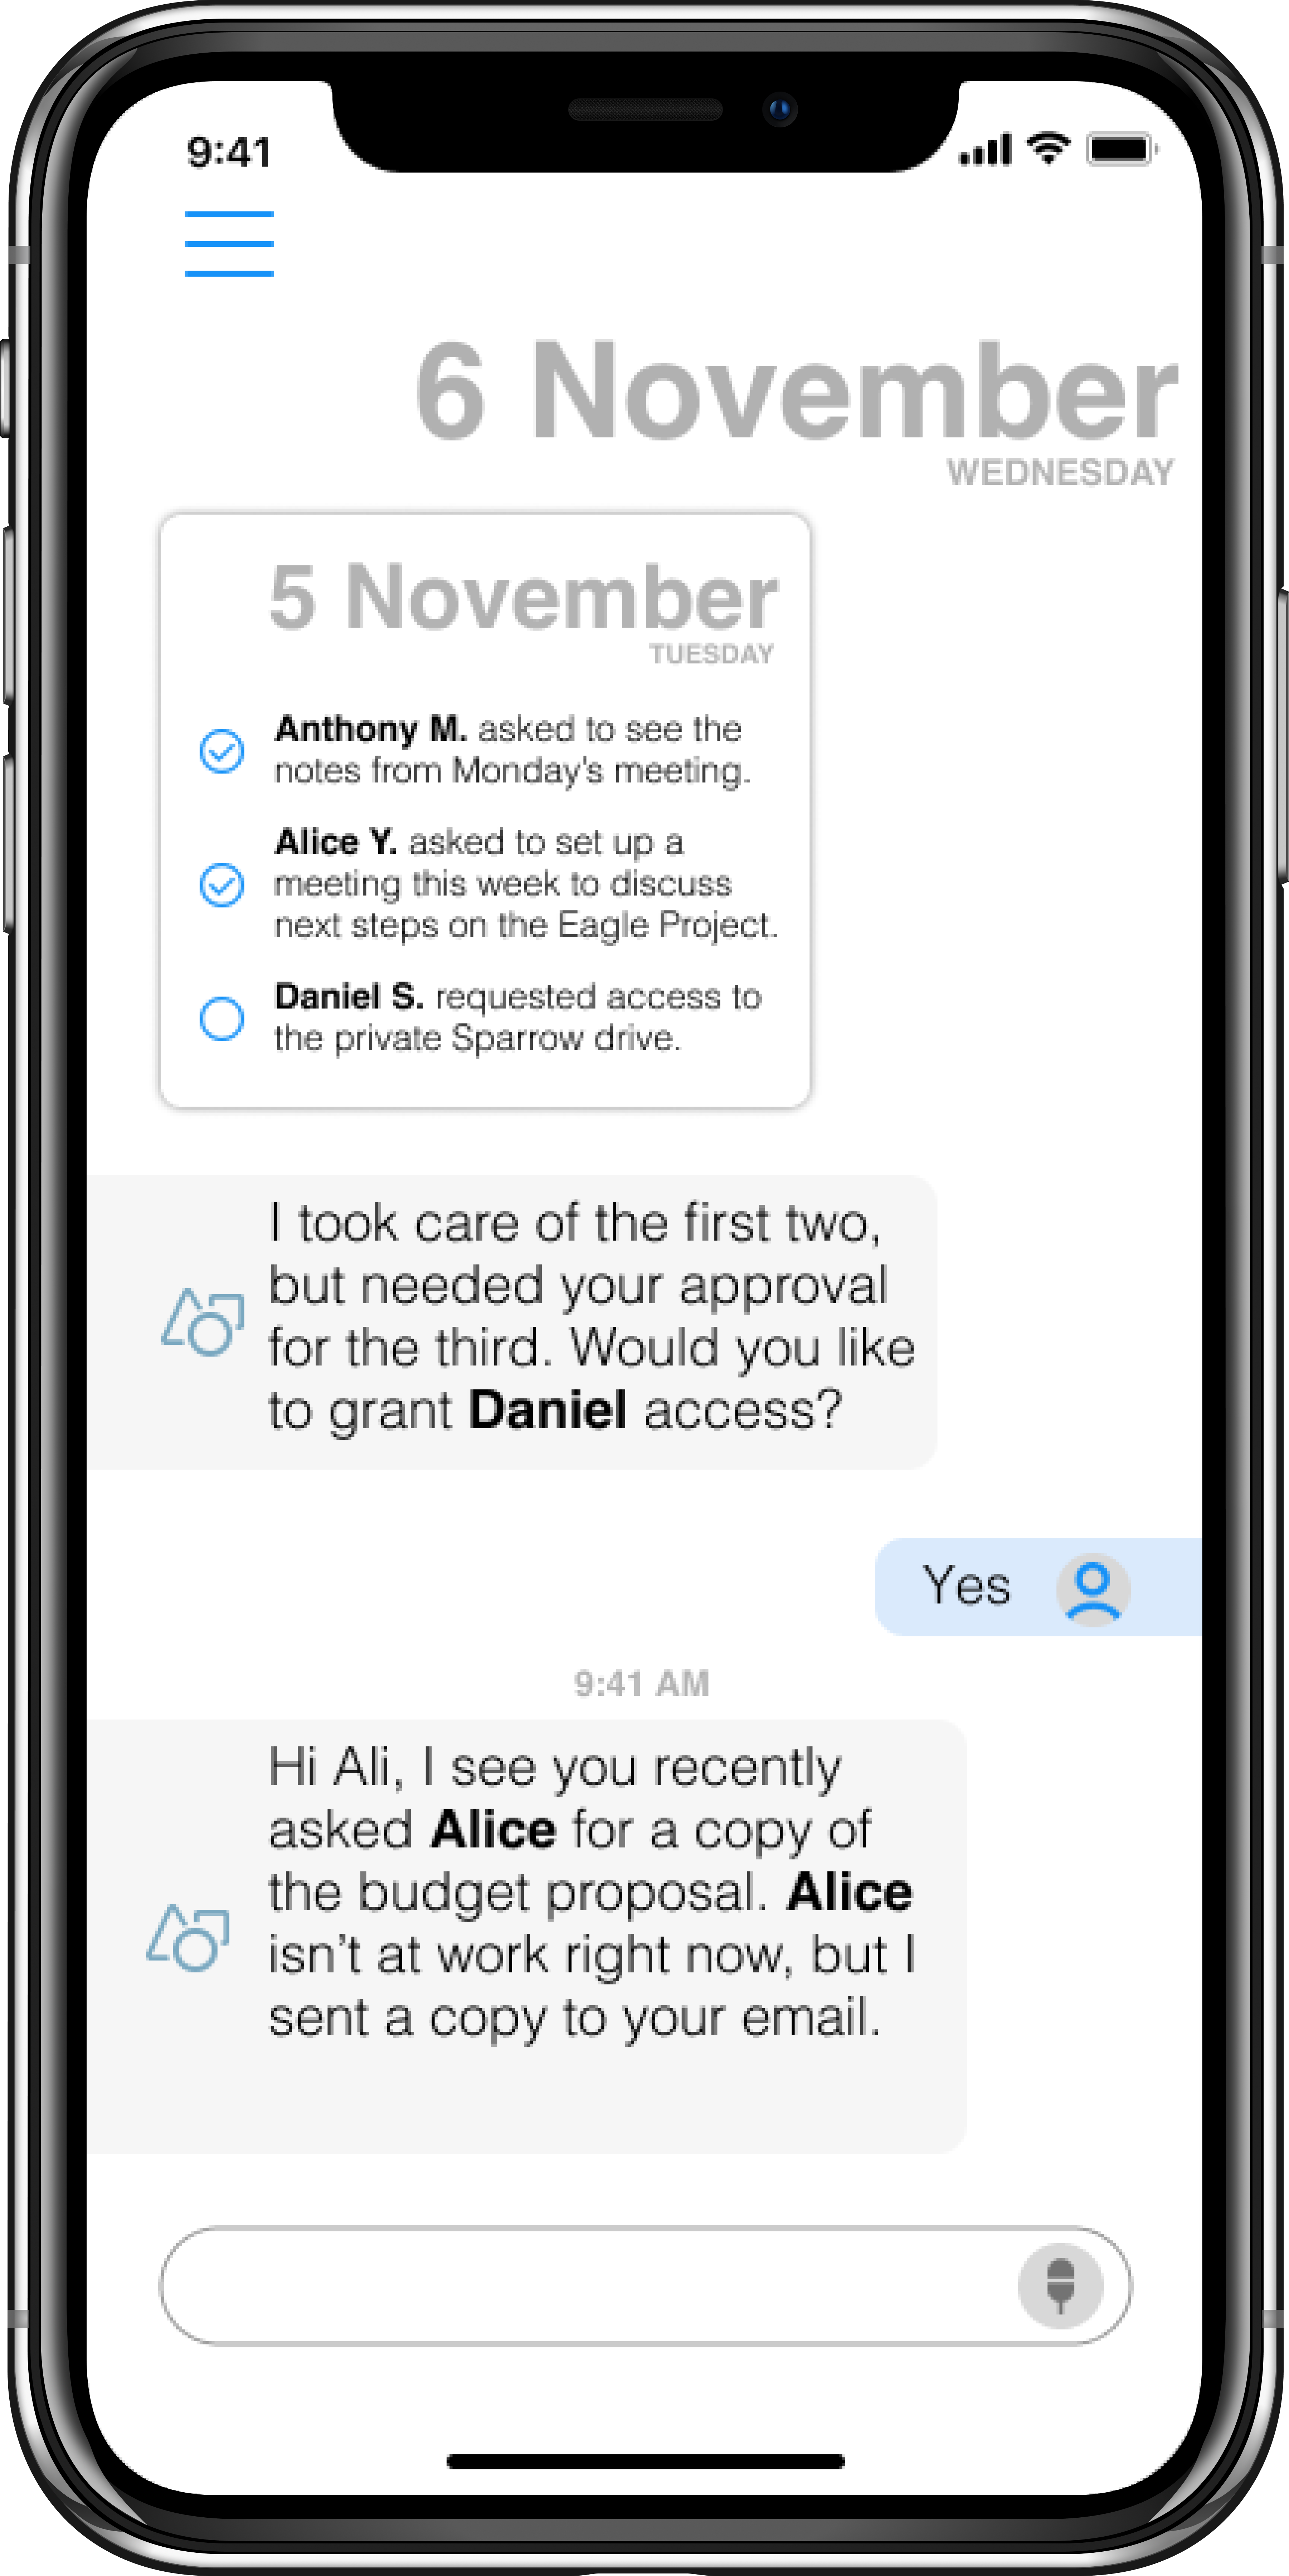 9:41
6 November
WEDNESDAY
5 November
TUESDAY
Anthony M. asked to see the
notes from Monday's meeting.
Alice Y. asked to set up a
meeting this week to discuss
next steps on the Eagle Project.
Daniel S. requested access to
the private Sparrow drive.
I took care of the first two,
but needed your approval
for the third. Would you like
to grant Daniel access?
Yes
9:41 AM
Hi Ali, I see you recently
asked Alice for a copy of
the budget proposal. Alice
isn’t at work right now, but I
sent a copy to your email.